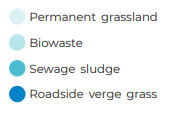 Permanent grassland
Biowaste
Sewage sludge
Roadside verge grass